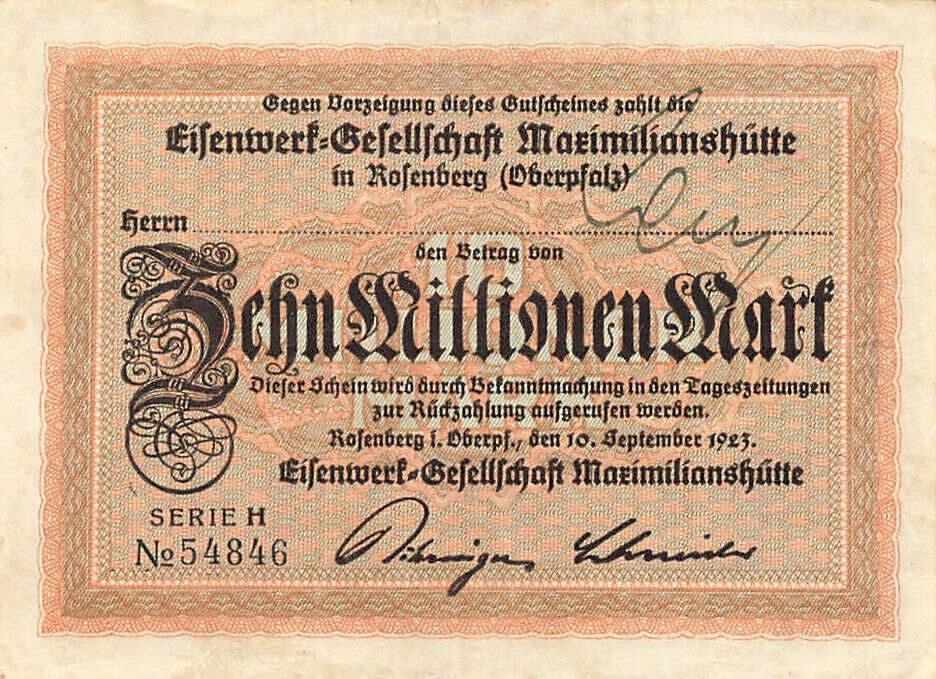 Gegen Vorzeigung dieses Gutscheines zahlt die
Eisenwerk-Gesellschaft Maximilianshütte
in Rosenberg (Oberpfalz)
Herrn
den Betrag von
Zehn Millionen Mark
Dieser Schein wird durch Bekanntmachung in den Tageszeitungen
zur Rückzahlung aufgerufen werden.
Rosenberg i. Oberpf., den 10. September 1923.
Eisenwerk-Gesellschaft Maximilianshütte
SERIE H
No 54846